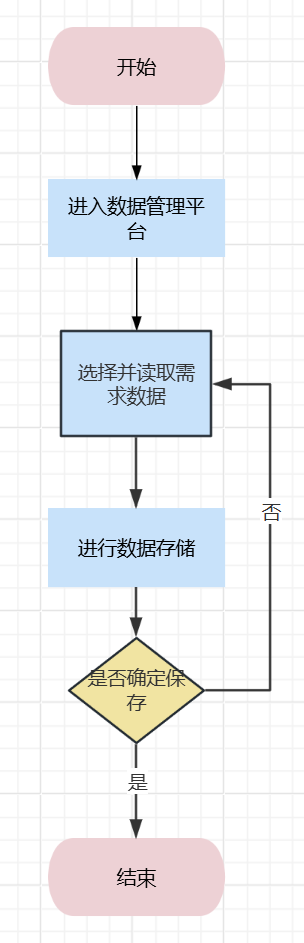 开始
进入数据管理平
台
选择并读取需
求数据
否
进行数据存储
是否确定保
存
是
结束